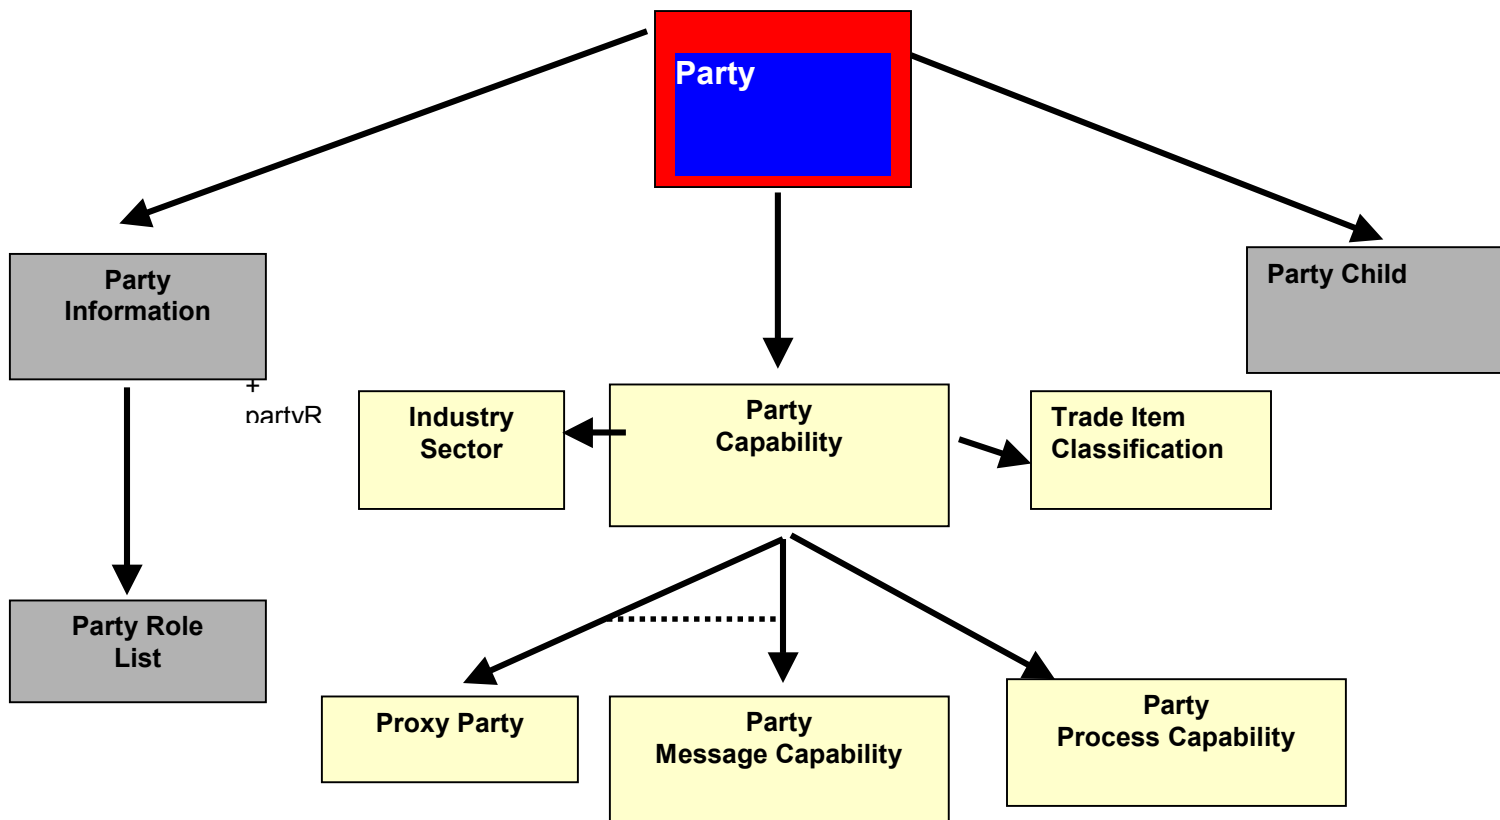 Party
Party
Information
Party Child
+
partyR
Industry
Sector
Party
Capability
Trade Item
Classification
Party Role
List
Proxy Party
Party
Message Capability
Party
Process Capability